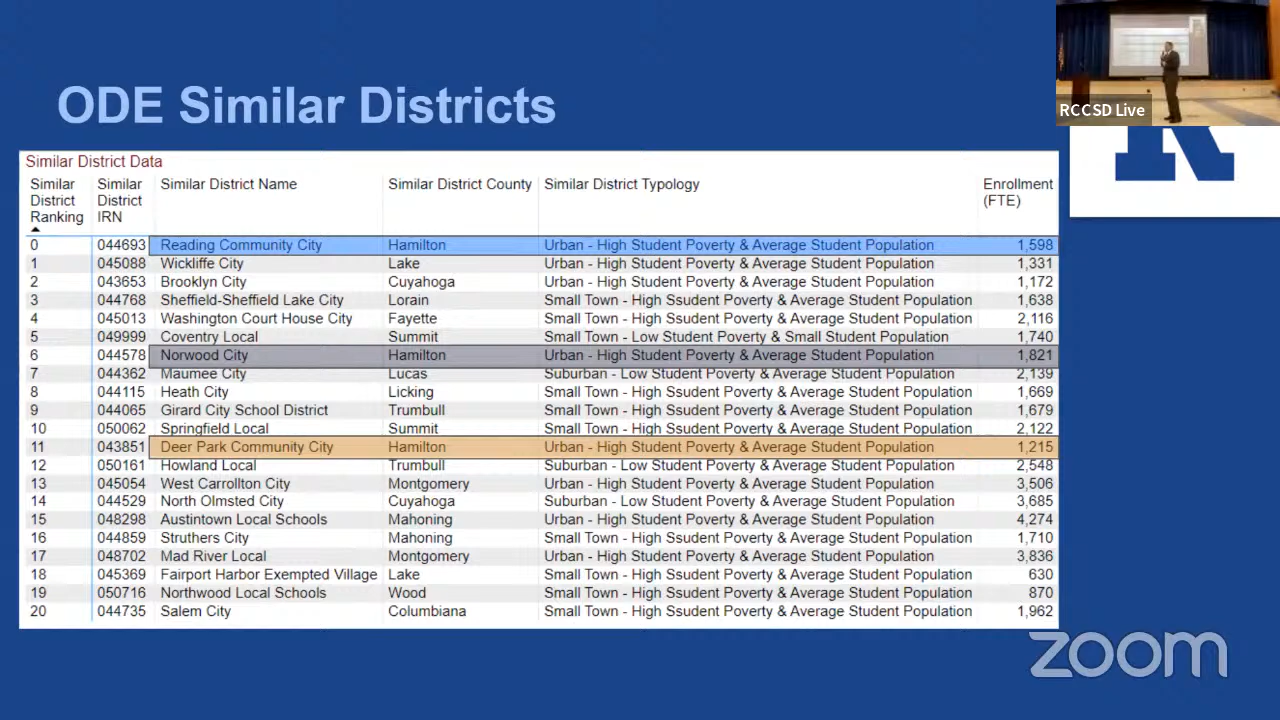 ODE Similar Districts
RCCSD Live
R
Similar District Data
Similar District Ranking Similar District IRN Similar District Name Similar District County Similar District Typology Enrollment (FTE)
0 044693 Reading Community City Hamilton Urban - High Student Poverty & Average Student Population 1,598
1 045088 Wickliffe City Lake Urban - High Student Poverty & Average Student Population 1,331
2 043653 Brooklyn City Cuyahoga Urban - High Student Poverty & Average Student Population 1,172
3 044768 Sheffield-Sheffield Lake City Lorain Small Town - High Ssudent Poverty & Average Student Population 1,638
4 045013 Washington Court House City Fayette Small Town - High Ssudent Poverty & Average Student Population 2,116
5 049999 Coventry Local Summit Small Town - Low Student Poverty & Small Student Population 1,740
6 044578 Norwood City Hamilton Urban - High Student Poverty & Average Student Population 1,821
7 044362 Maumee City Lucas Suburban - Low Student Poverty & Average Student Population 2,139
8 044115 Heath City Licking Small Town - High Ssudent Poverty & Average Student Population 1,669
9 044065 Girard City School District Trumbull Small Town - High Ssudent Poverty & Average Student Population 1,679
10 050062 Springfield Local Summit Small Town - High Ssudent Poverty & Average Student Population 2,122
11 043851 Deer Park Community City Hamilton Urban - High Student Poverty & Average Student Population 1,215
12 050161 Howland Local Trumbull Suburban - Low Student Poverty & Average Student Population 2,548
13 045054 West Carrollton City Montgomery Urban - High Student Poverty & Average Student Population 3,506
14 044529 North Olmsted City Cuyahoga Suburban - Low Student Poverty & Average Student Population 3,685
15 048298 Austintown Local Schools Mahoning Urban - High Student Poverty & Average Student Population 4,274
16 044859 Struthers City Mahoning Small Town - High Ssudent Poverty & Average Student Population 1,710
17 048702 Mad River Local Montgomery Urban - High Student Poverty & Average Student Population 3,836
18 045369 Fairport Harbor Exempted Village Lake Small Town - High Ssudent Poverty & Average Student Population 630
19 050716 Northwood Local Schools Wood Small Town - High Ssudent Poverty & Average Student Population 870
20 044735 Salem City Columbiana Small Town - High Ssudent Poverty & Average Student Population 1,962
zoom